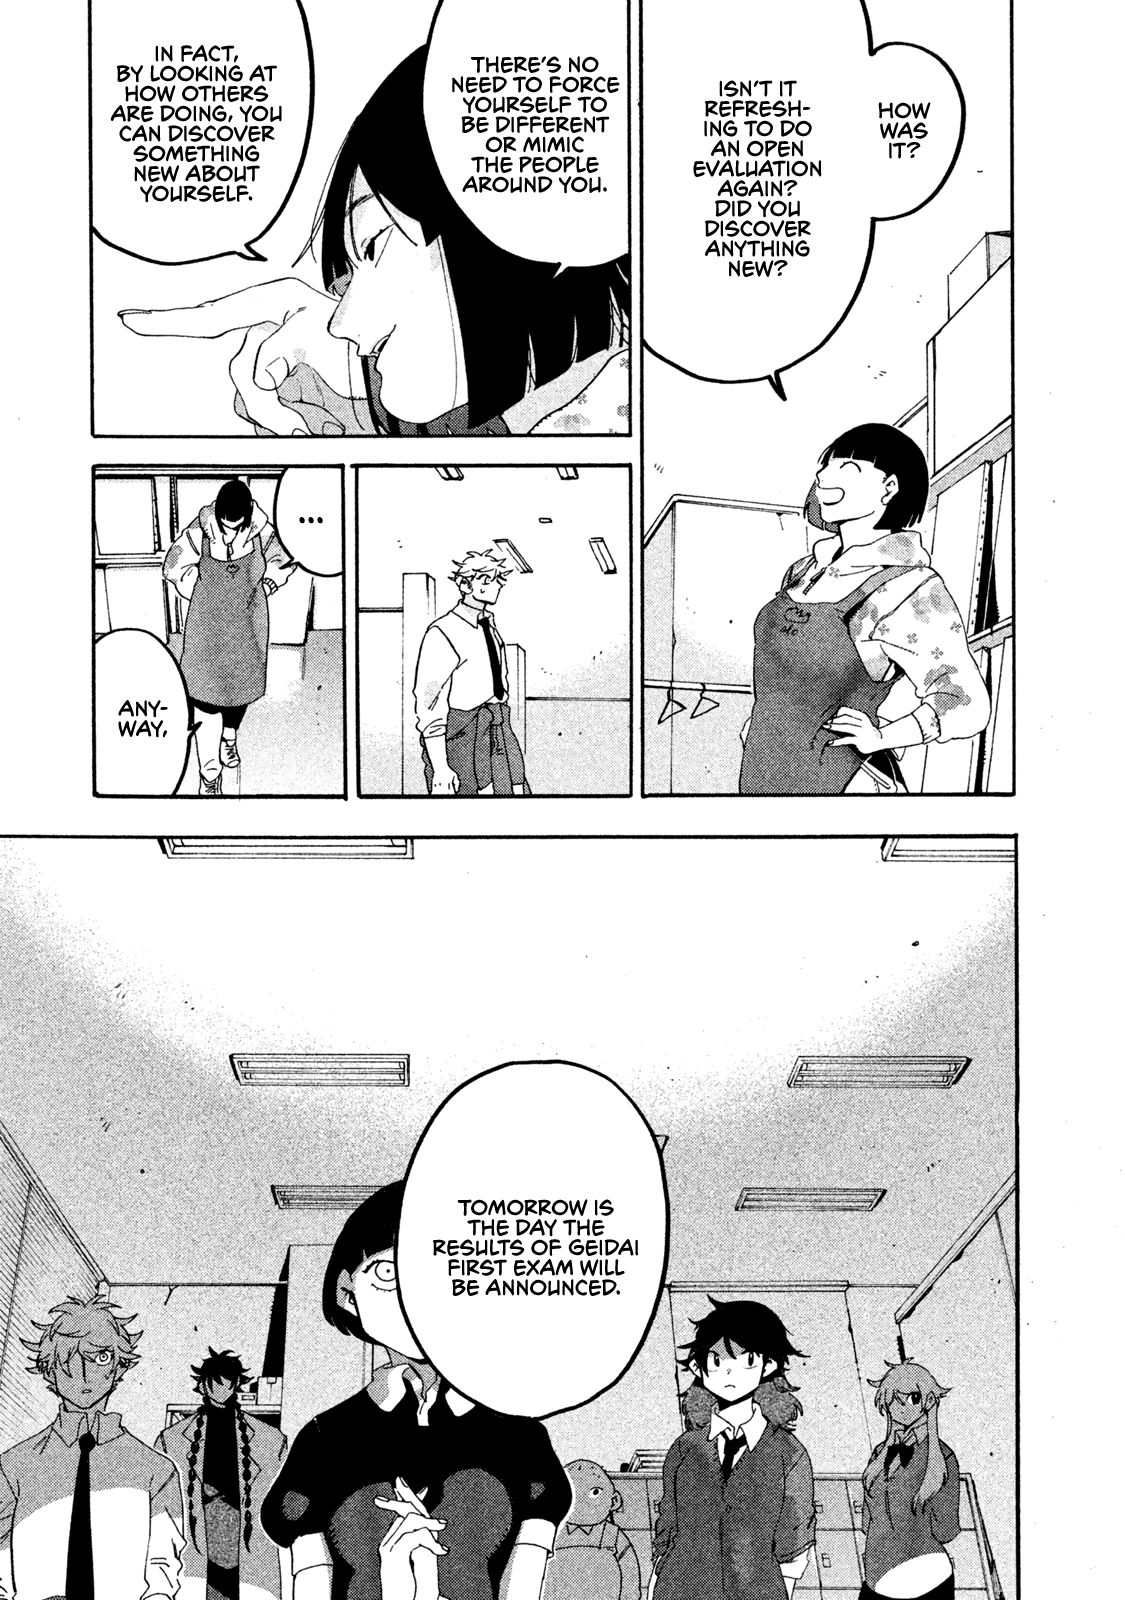 HOW
WAS
IT?
ISN'T IT
REFRESH-
ING TO DO
AN OPEN
EVALUATION
AGAIN?
DID YOU
DISCOVER
ANYTHING
NEW?
THERE'S NO
NEED TO FORCE
YOURSELF TO
BE DIFFERENT
OR MIMIC
THE PEOPLE
AROUND YOU.
IN FACT,
BY LOOKING AT
HOW OTHERS
ARE DOING, YOU
CAN DISCOVER
SOMETHING
NEW ABOUT
YOURSELF.
...
ANY-
WAY,
TOMORROW IS
THE DAY THE
RESULTS OF GEIDAI
FIRST EXAM WILL
BE ANNOUNCED.